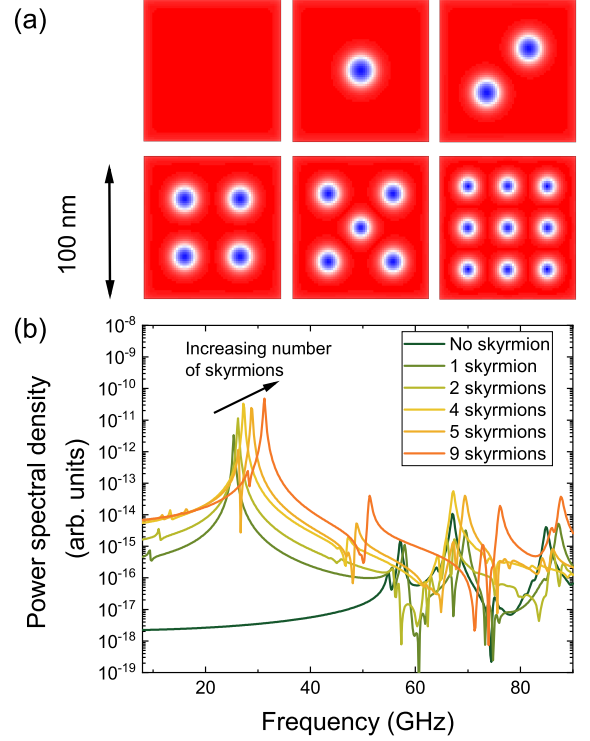 (a)
100 nm
(b)
Power spectral density
(arb. units)
10-8
10-9
10-10
10-11
10-12
10-13
10-14
10-15
10-16
10-17
10-18
10-19
Increasing number
of skyrmions
No skyrmion
1 skyrmion
2 skyrmions
4 skyrmions
5 skyrmions
9 skyrmions
20 40 60 80
Frequency (GHz)